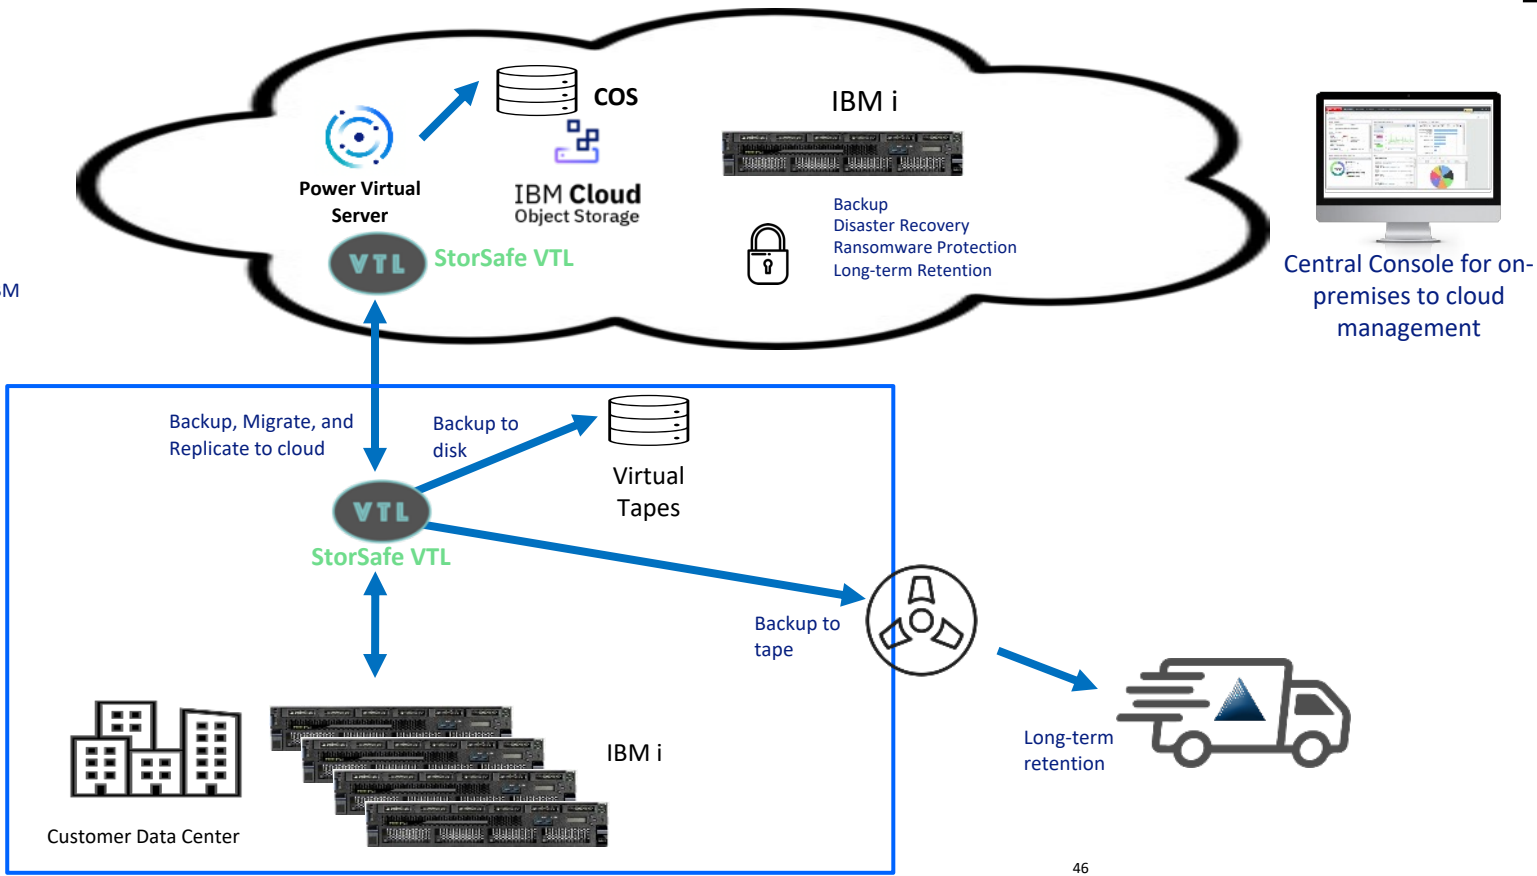 COS
IBM i
Power Virtual
Server
IBM Cloud
Object Storage
Backup
Disaster Recovery
Ransomware Protection
Long-term Retention
VTL
StorSafe VTL
Central Console for on-
premises to cloud
management
Backup, Migrate, and
Replicate to cloud
Backup to
disk
Virtual
Tapes
VTL
StorSafe VTL
Backup to
tape
Long-term
retention
IBM i
Customer Data Center
46